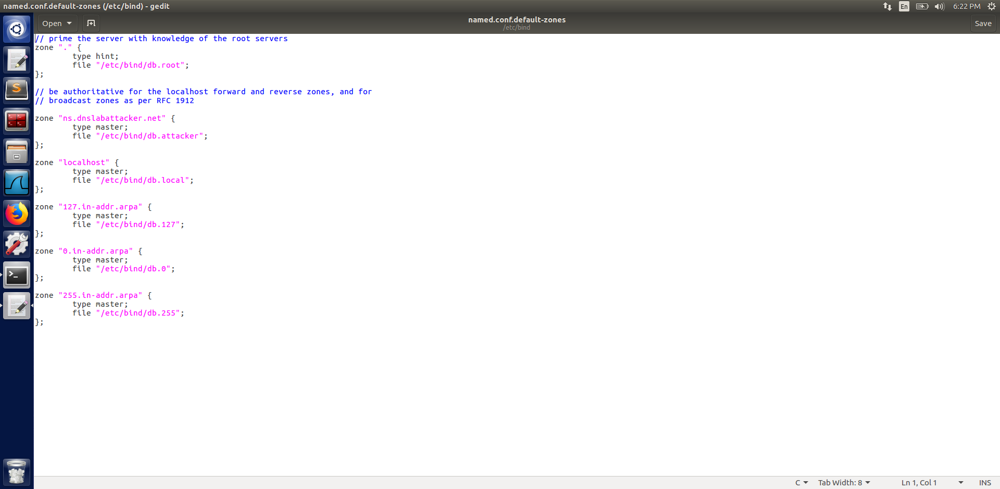 named.conf.default-zones (/etc/bind) - gedit
En
6:22 PM
Open
named.conf.default-zones
/etc/bind
Save
// prime the server with knowledge of the root servers
zone "." {
        type hint;
        file "/etc/bind/db.root";
};
// be authoritative for the localhost forward and reverse zones, and for
// broadcast zones as per RFC 1912
zone "ns.dnslabattacker.net" {
        type master;
        file "/etc/bind/db.attacker";
};
zone "localhost" {
        type master;
        file "/etc/bind/db.local";
};
zone "127.in-addr.arpa" {
        type master;
        file "/etc/bind/db.127";
};
zone "0.in-addr.arpa" {
        type master;
        file "/etc/bind/db.0";
};
zone "255.in-addr.arpa" {
        type master;
        file "/etc/bind/db.255";
};
C
Tab Width: 8
Ln 1, Col 1
INS